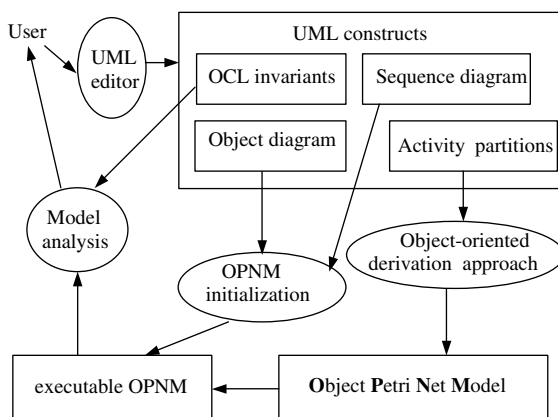 User
UML
editor
UML constructs
OCL invariants
Sequence diagram
Object diagram
Activity partitions
Model
analysis
OPNM
initialization
Object-oriented
derivation approach
executable OPNM
Object Petri Net Model